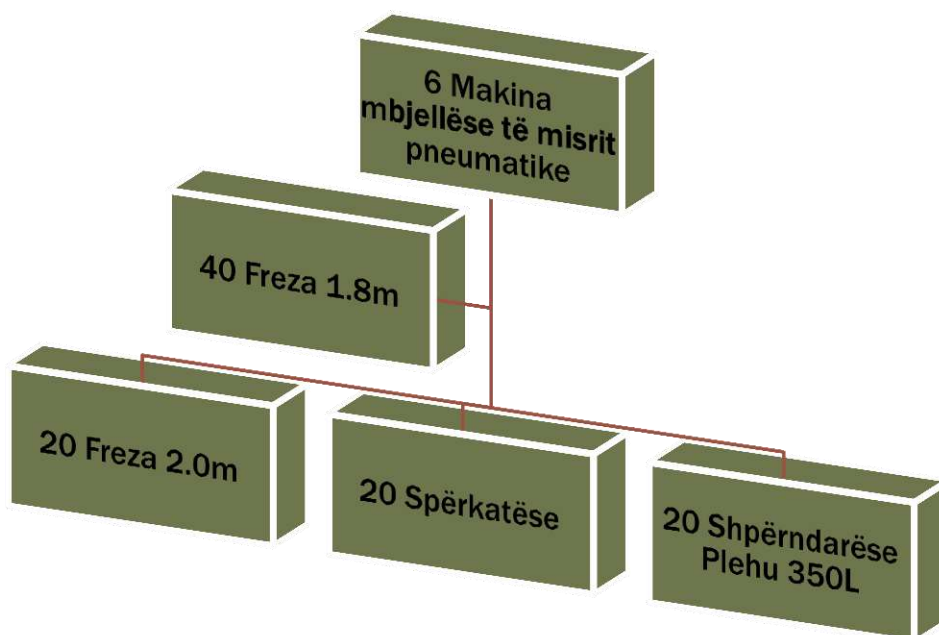 6 Makina
mbjellëse të misrit
pneumatike
40 Freza 1.8m
20 Freza 2.0m
20 Spërkatëse
20 Shpërndarëse
Plehu 350L